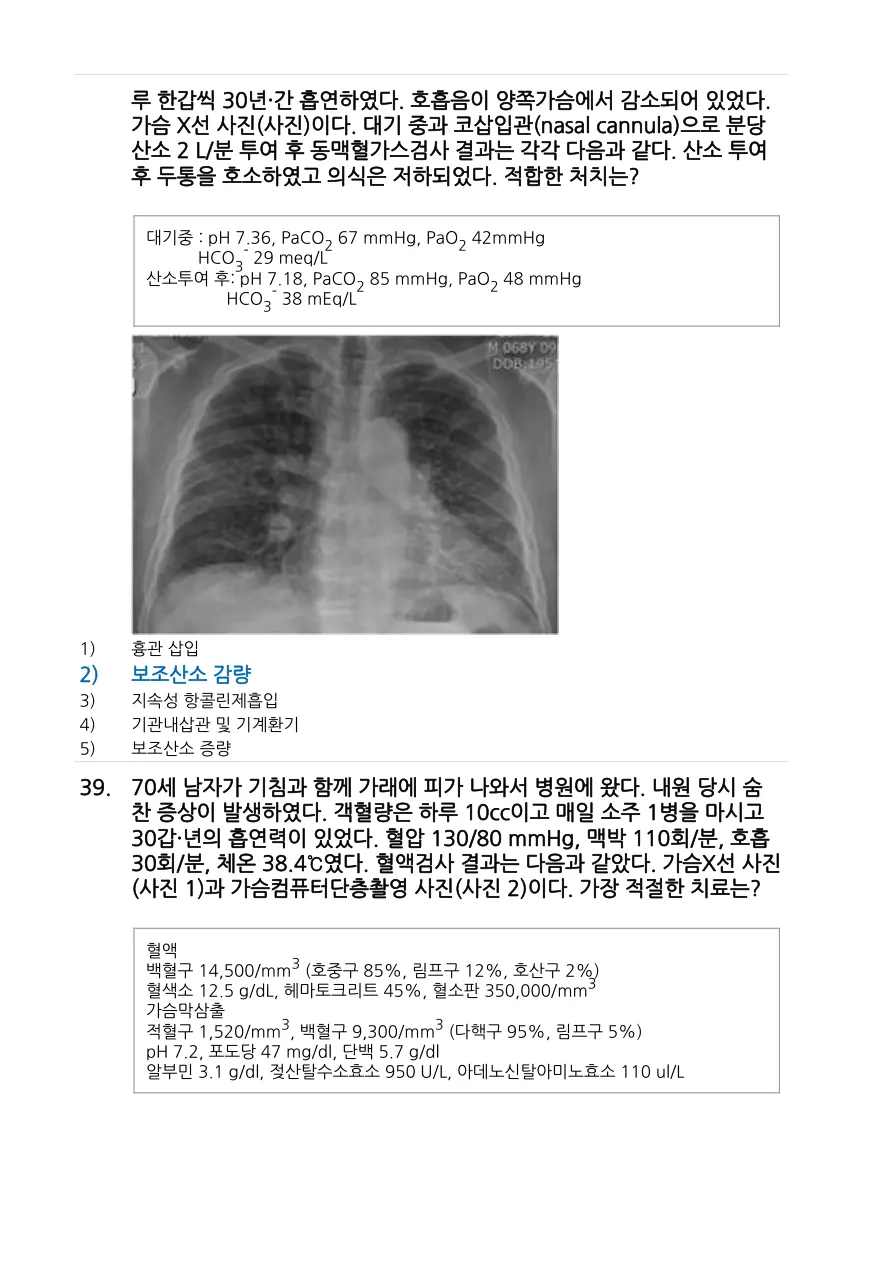 루 한갑씩 30년·간 흡연하였다. 호흡음이 양쪽가슴에서 감소되어 있었다.
가슴 X선 사진(사진)이다. 대기 중과 코삽입관(nasal cannula)으로 분당
산소 2 L/분 투여 후 동맥혈가스검사 결과는 각각 다음과 같다. 산소 투여
후 두통을 호소하였고 의식은 저하되었다. 적합한 처치는?
대기중 : pH 7.36, PaCO2 67 mmHg, PaO2 42mmHg
HCO3- 29 meq/L
산소투여 후: pH 7.18, PaCO2 85 mmHg, PaO2 48 mmHg
HCO3- 38 mEq/L
M 068Y 09
DOB:195
1) 흉관 삽입
2) 보조산소 감량
3) 지속성 항콜린제흡입
4) 기관내삽관 및 기계환기
5) 보조산소 증량
39. 70세 남자가 기침과 함께 가래에 피가 나와서 병원에 왔다. 내원 당시 숨
찬 증상이 발생하였다. 객혈량은 하루 10cc이고 매일 소주 1병을 마시고
30갑·년의 흡연력이 있었다. 혈압 130/80 mmHg, 맥박 110회/분, 호흡
30회/분, 체온 38.4℃였다. 혈액검사 결과는 다음과 같았다. 가슴X선 사진
(사진 1)과 가슴컴퓨터단층촬영 사진(사진 2)이다. 가장 적절한 치료는?
혈액
백혈구 14,500/mm3 (호중구 85%, 림프구 12%, 호산구 2%)
혈색소 12.5 g/dL, 헤마토크리트 45%, 혈소판 350,000/mm3
가슴막삼출
적혈구 1,520/mm3, 백혈구 9,300/mm3 (다핵구 95%, 림프구 5%)
pH 7.2, 포도당 47 mg/dl, 단백 5.7 g/dl
알부민 3.1 g/dl, 젖산탈수소효소 950 U/L, 아데노신탈아미노효소 110 ul/L